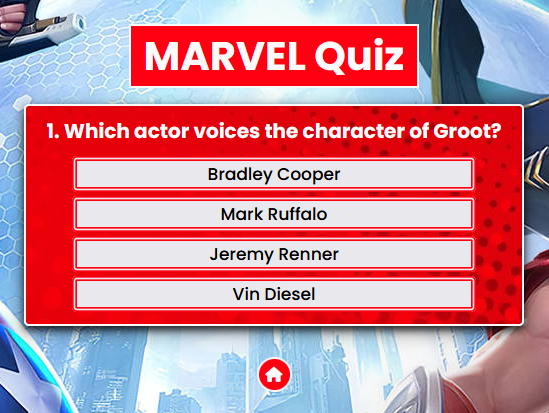 MARVEL Quiz
1. Which actor voices the character of Groot?
Bradley Cooper
Mark Ruffalo
Jeremy Renner
Vin Diesel